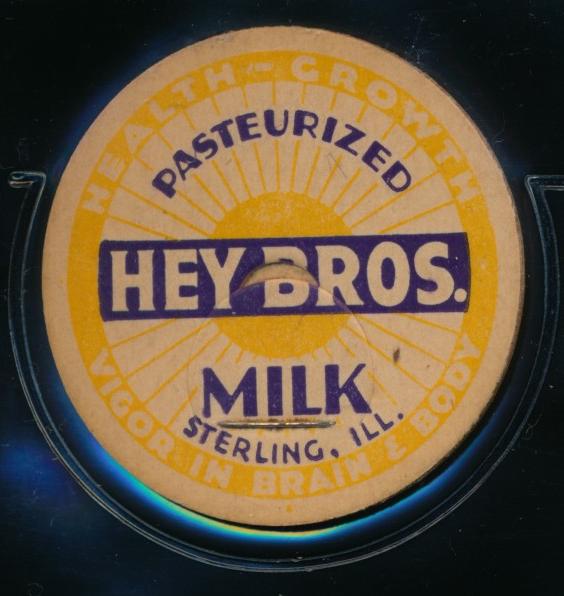 HEALTH-GROWTH
PASTEURIZED
HEY BROS.
MILK
STERLING, ILL.
VIGOR IN BRAIN & BODY